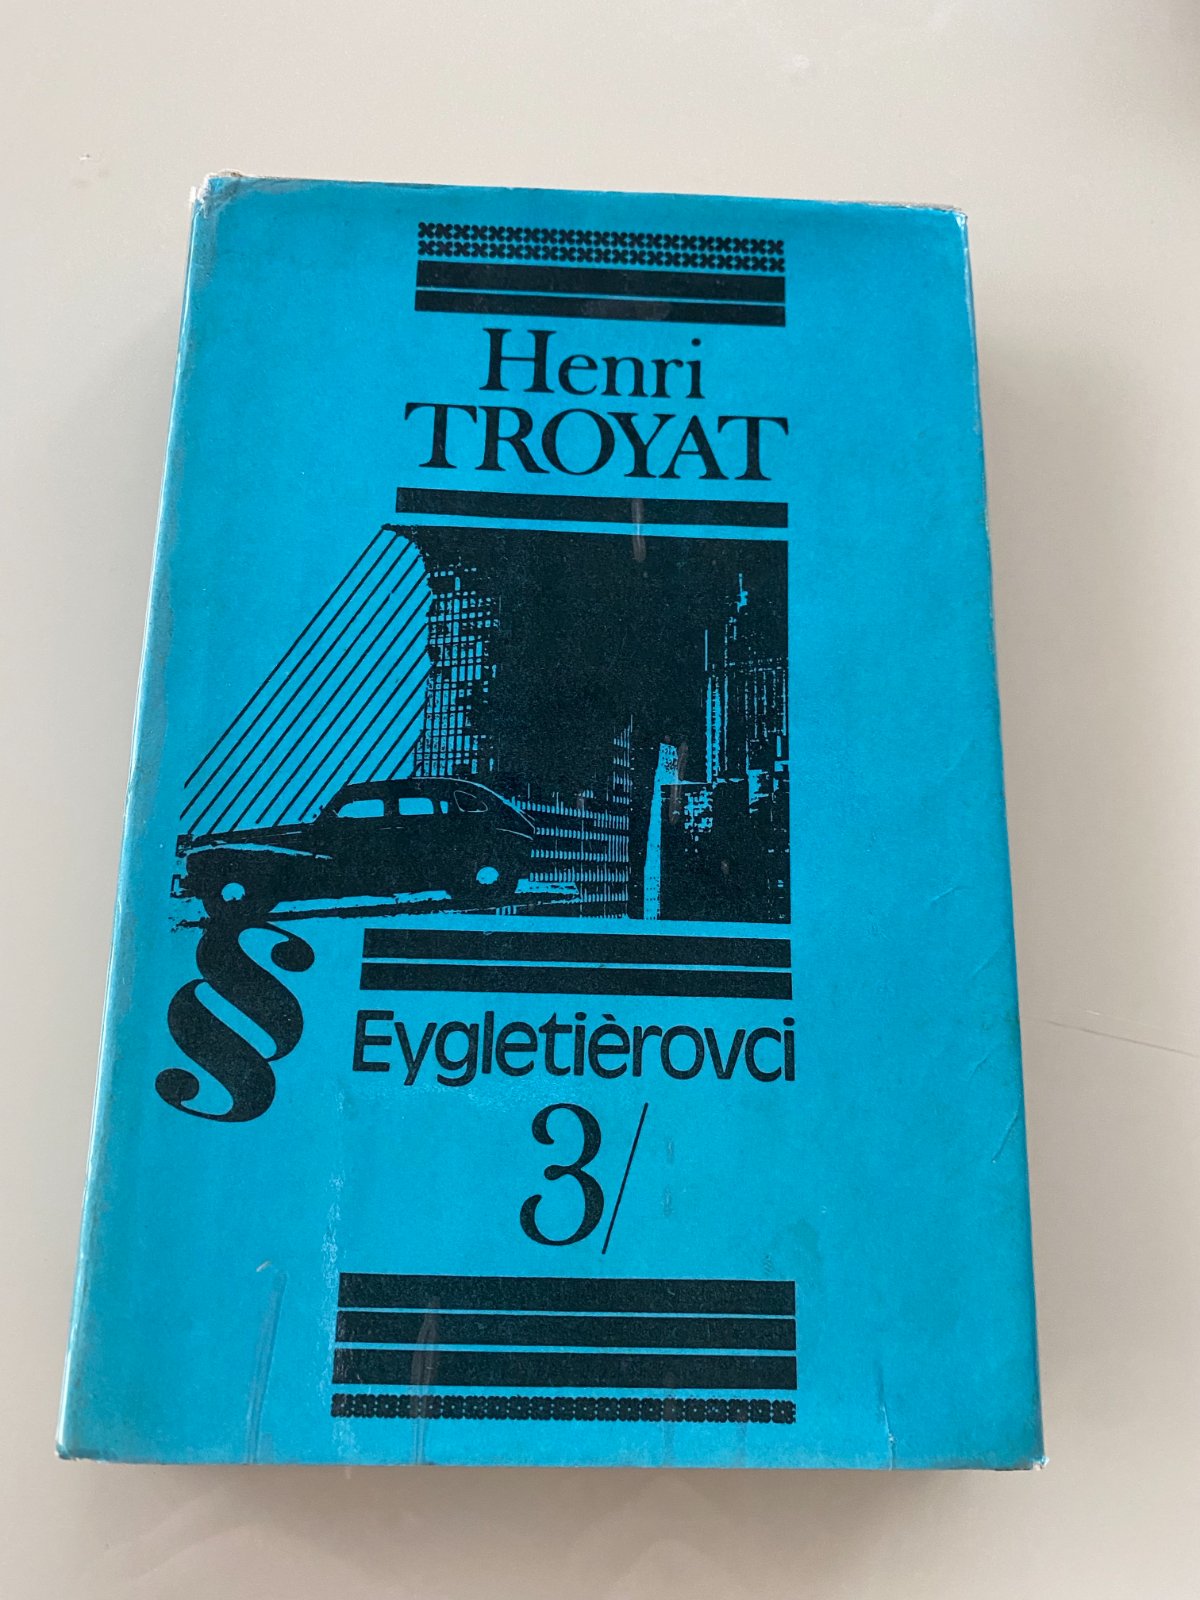 Henri
TROYAT
§
Eygletièrovci
3/